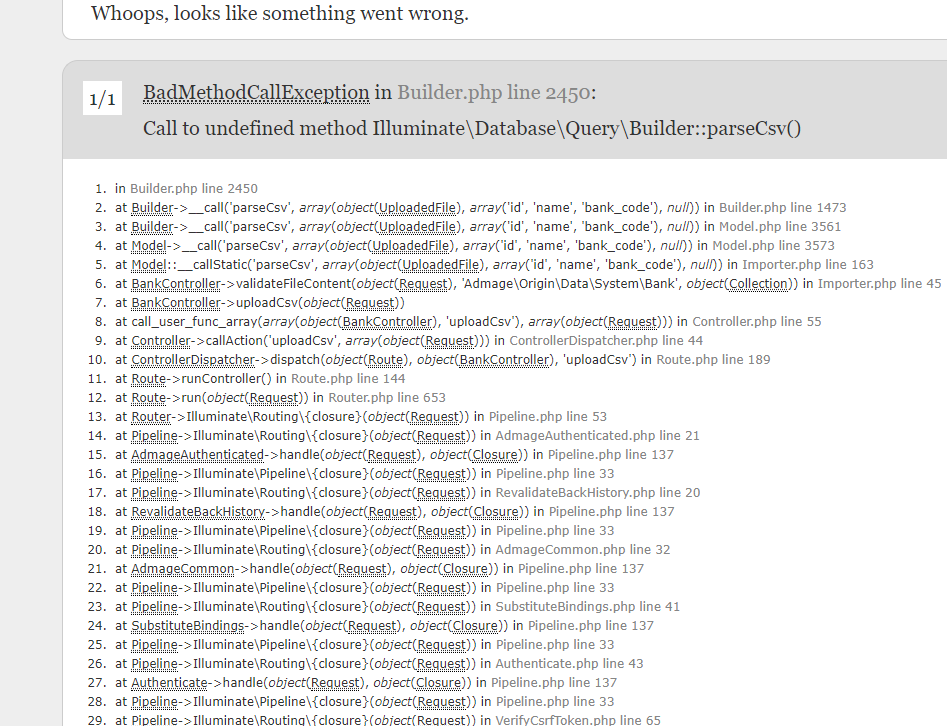 Whoops, looks like something went wrong.
1/1
BadMethodCallException in Builder.php line 2450:
Call to undefined method Illuminate\Database\Query\Builder::parseCsv()
1. in Builder.php line 2450
2. at Builder->__call('parseCsv', array(object(UploadedFile), array('id', 'name', 'bank_code'), null)) in Builder.php line 1473
3. at Builder->__call('parseCsv', array(object(UploadedFile), array('id', 'name', 'bank_code'), null)) in Model.php line 3561
4. at Model->__call('parseCsv', array(object(UploadedFile), array('id', 'name', 'bank_code'), null)) in Model.php line 3573
5. at Model::__callStatic('parseCsv', array(object(UploadedFile), array('id', 'name', 'bank_code'), null)) in Importer.php line 163
6. at BankController->validateFileContent(object(Request), 'Admage\Origin\Data\System\Bank', object(Collection)) in Importer.php line 45
7. at BankController->uploadCsv(object(Request))
8. at call_user_func_array(array(object(BankController), 'uploadCsv'), array(object(Request))) in Controller.php line 55
9. at Controller->callAction('uploadCsv', array(object(Request))) in ControllerDispatcher.php line 44
10. at ControllerDispatcher->dispatch(object(Route), object(BankController), 'uploadCsv') in Route.php line 189
11. at Route->runController() in Route.php line 144
12. at Route->run(object(Request)) in Router.php line 653
13. at Router->Illuminate\Routing\{closure}(object(Request)) in Pipeline.php line 53
14. at Pipeline->Illuminate\Routing\{closure}(object(Request)) in AdmageAuthenticated.php line 21
15. at AdmageAuthenticated->handle(object(Request), object(Closure)) in Pipeline.php line 137
16. at Pipeline->Illuminate\Pipeline\{closure}(object(Request)) in Pipeline.php line 33
17. at Pipeline->Illuminate\Routing\{closure}(object(Request)) in RevalidateBackHistory.php line 20
18. at RevalidateBackHistory->handle(object(Request), object(Closure)) in Pipeline.php line 137
19. at Pipeline->Illuminate\Pipeline\{closure}(object(Request)) in Pipeline.php line 33
20. at Pipeline->Illuminate\Routing\{closure}(object(Request)) in AdmageCommon.php line 32
21. at AdmageCommon->handle(object(Request), object(Closure)) in Pipeline.php line 137
22. at Pipeline->Illuminate\Pipeline\{closure}(object(Request)) in Pipeline.php line 33
23. at Pipeline->Illuminate\Routing\{closure}(object(Request)) in SubstituteBindings.php line 41
24. at SubstituteBindings->handle(object(Request), object(Closure)) in Pipeline.php line 137
25. at Pipeline->Illuminate\Pipeline\{closure}(object(Request)) in Pipeline.php line 33
26. at Pipeline->Illuminate\Routing\{closure}(object(Request)) in Authenticate.php line 43
27. at Authenticate->handle(object(Request), object(Closure)) in Pipeline.php line 137
28. at Pipeline->Illuminate\Pipeline\{closure}(object(Request)) in Pipeline.php line 33
29. at Pipeline->Illuminate\Routing\{closure}(object(Request)) in VerifyCsrfToken.php line 65